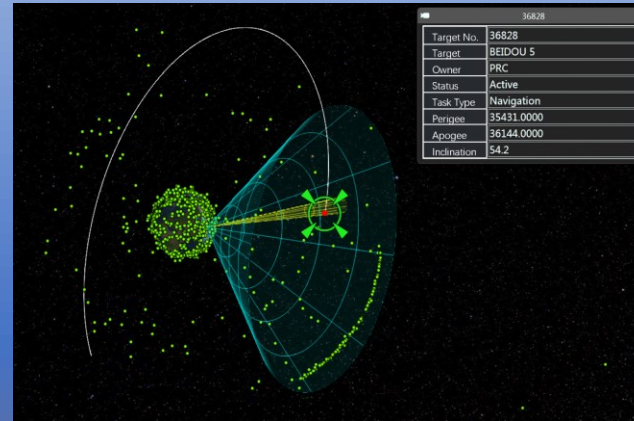 36828
Target No. 36828
Target BEIDOU 5
Owner PRC
Status Active
Task Type Navigation
Perigee 35431.0000
Apogee 36144.0000
Indination 54.2